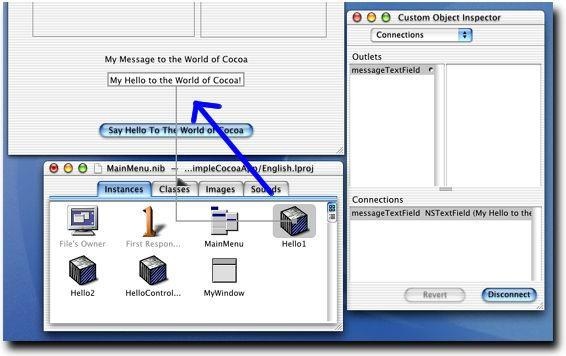 Custom Object Inspector
Connections
Outlets
messageTextField
My Message to the World of Cocoa
My Hello to the World of Cocoa!
Say Hello To The World of Cocoa
MainMenu.nib — ...impleCocoaApp/English.lproj
Instances Classes Images Sounds
File's Owner First Respon... MainMenu Hello1
Hello2 HelloControl... MyWindow
Connections
messageTextField NSTextField (My Hello to the
Revert Disconnect